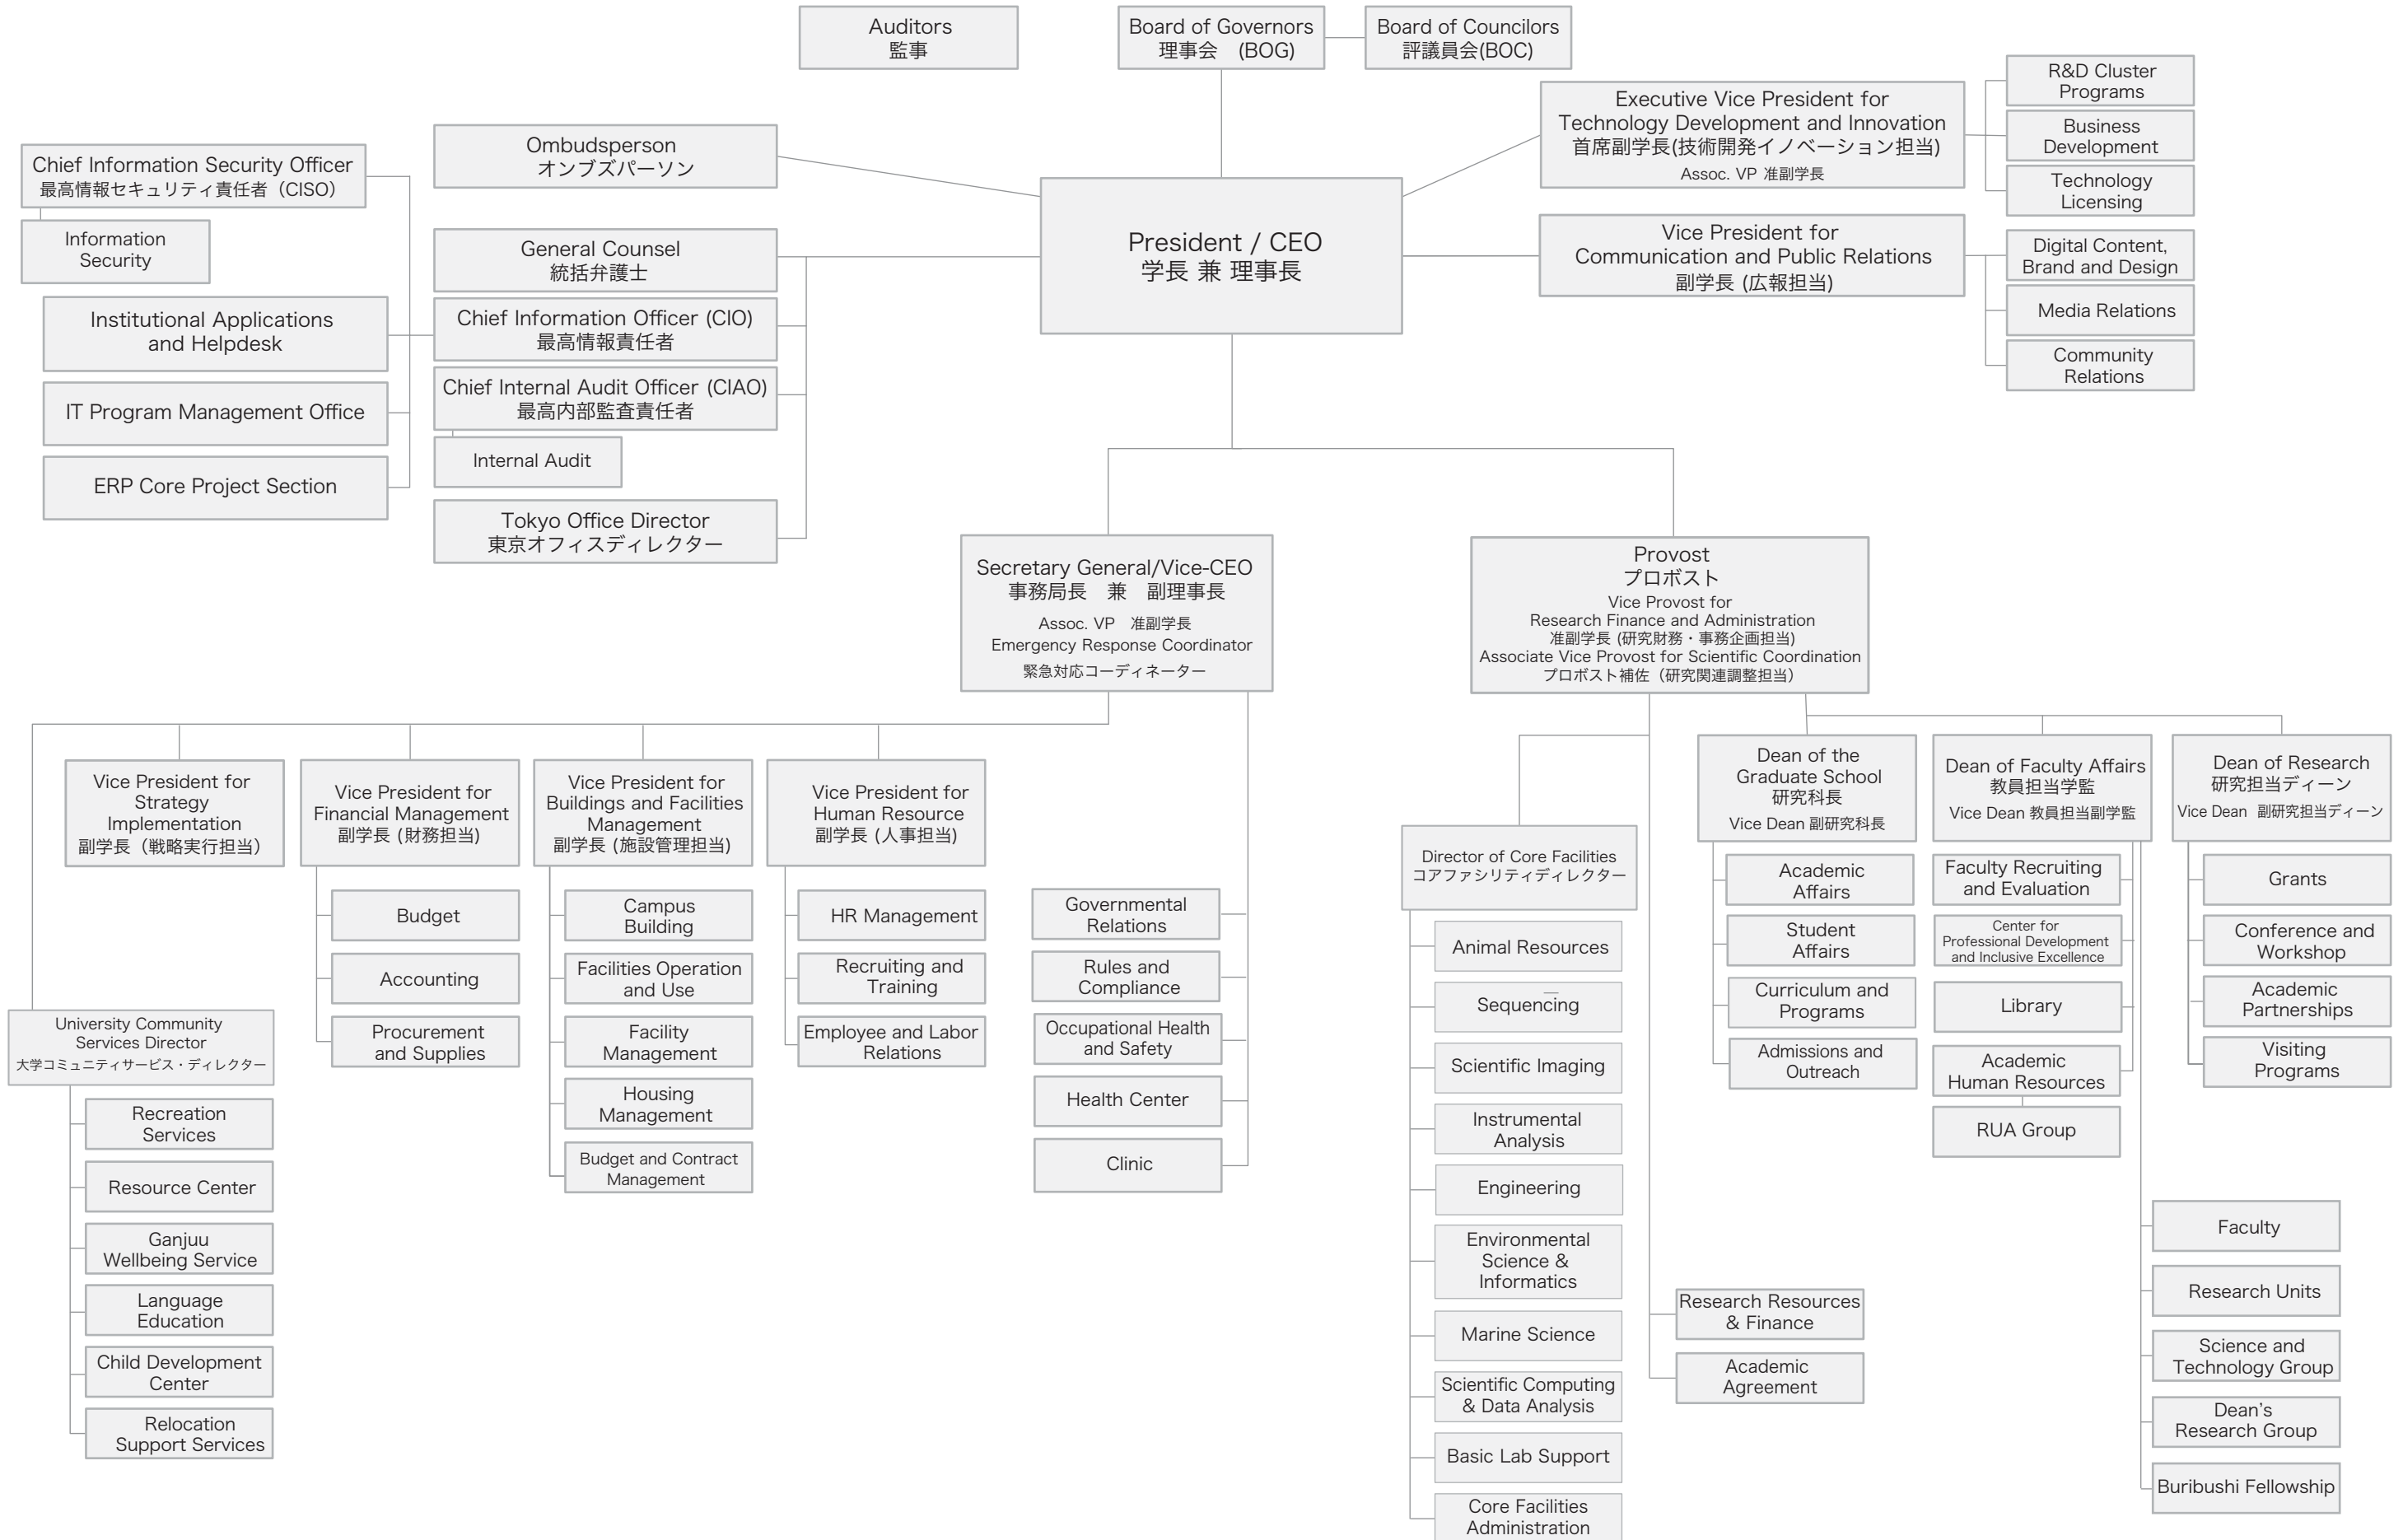 Auditors
監事
Board of Governors
理事会　(BOG)
Board of Councilors
評議員会(BOC)
Executive Vice President for
Technology Development and Innovation
首席副学長(技術開発イノベーション担当)
Assoc. VP 准副学長
R&D Cluster
Programs
Business
Development
Technology
Licensing
Ombudsperson
オンブズパーソン
Chief Information Security Officer
最高情報セキュリティ責任者（CISO）
Information
Security
General Counsel
統括弁護士
President / CEO
学長 兼 理事長
Vice President for
Communication and Public Relations
副学長 (広報担当)
Digital Content,
Brand and Design
Media Relations
Community
Relations
Institutional Applications
and Helpdesk
Chief Information Officer (CIO)
最高情報責任者
IT Program Management Office
Chief Internal Audit Officer (CIAO)
最高内部監査責任者
Internal Audit
ERP Core Project Section
Tokyo Office Director
東京オフィスディレクター
Secretary General/Vice-CEO
事務局長　兼　副理事長
Assoc. VP　准副学長
Emergency Response Coordinator
緊急対応コーディネーター
Provost
プロボスト
Vice Provost for
Research Finance and Administration
准副学長 (研究財務・事務企画担当)
Associate Vice Provost for Scientific Coordination
プロボスト補佐（研究関連調整担当）
Vice President for
Strategy
Implementation
副学長（戦略実行担当）
Vice President for
Financial Management
副学長 (財務担当)
Budget
Accounting
Procurement
and Supplies
Vice President for
Buildings and Facilities
Management
副学長 (施設管理担当)
Campus
Building
Facilities Operation
and Use
Facility
Management
Housing
Management
Budget and Contract
Management
Vice President for
Human Resource
副学長 (人事担当)
HR Management
Recruiting and
Training
Employee and Labor
Relations
Governmental
Relations
Rules and
Compliance
Occupational Health
and Safety
Health Center
Clinic
University Community
Services Director
大学コミュニティサービス・ディレクター
Recreation
Services
Resource Center
Ganjuu
Wellbeing Service
Language
Education
Child Development
Center
Relocation
Support Services
Director of Core Facilities
コアファシリティディレクター
Animal Resources
Sequencing
Scientific Imaging
Instrumental
Analysis
Engineering
Environmental
Science &
Informatics
Marine Science
Scientific Computing
& Data Analysis
Basic Lab Support
Core Facilities
Administration
Research Resources
& Finance
Academic
Agreement
Dean of the
Graduate School
研究科長
Vice Dean 副研究科長
Academic
Affairs
Student
Affairs
Curriculum and
Programs
Admissions and
Outreach
Dean of Faculty Affairs
教員担当学監
Vice Dean 教員担当副学監
Faculty Recruiting
and Evaluation
Center for
Professional Development
and Inclusive Excellence
Library
Academic
Human Resources
RUA Group
Dean of Research
研究担当ディーン
Vice Dean 副研究担当ディーン
Grants
Conference and
Workshop
Academic
Partnerships
Visiting
Programs
Faculty
Research Units
Science and
Technology Group
Dean's
Research Group
Buribushi Fellowship